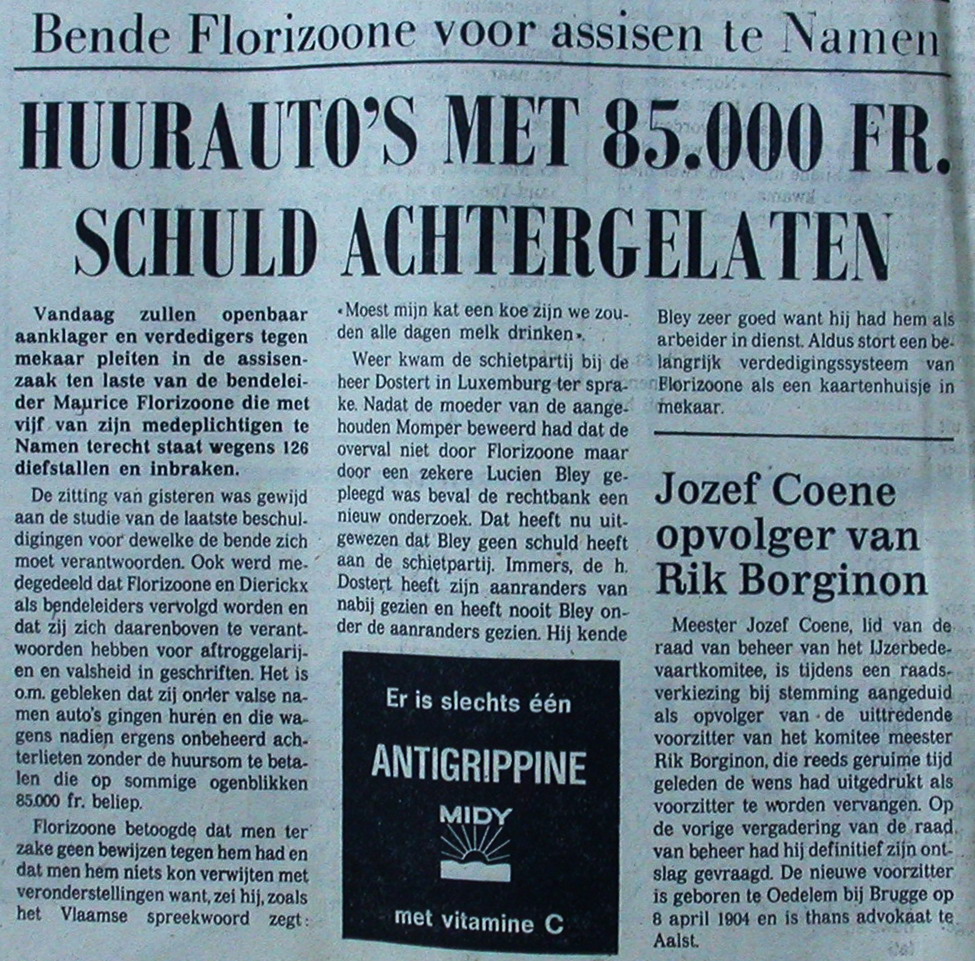 Bende Florizoone voor assisen te Namen
HUURAUTO'S MET 85.000 FR.
SCHULD ACHTERGELATEN
Vandaag zullen openbaar
aanklager en verdedigers tegen
mekaar pleiten in de assisen-
zaak ten laste van de bendelei-
der Maurice Florizoone die met
vijf van zijn medeplichtigen te
Namen terecht staat wegens 126
diefstallen en inbraken.
De zitting van gisteren was gewijd
aan de studie van de laatste beschul-
digingen voor dewelke de bende zich
moet verantwoorden. Ook werd me-
degedeeld dat Florizoone en Dierickx
als bendeleiders vervolgd worden en
dat zij zich daarenboven te verant-
woorden hebben voor aftroggelarij-
en en valsheid in geschriften. Het is
o.m. gebleken dat zij onder valse na-
men auto's gingen huren en die wa-
gens nadien ergens onbeheerd ach-
terlieten zonder de huursom te beta-
len die op sommige ogenblikken
85.000 fr. beliep.
Florizoone betoogde dat men ter
zake geen bewijzen tegen hem had en
dat men hem niets kon verwijten met
veronderstellingen want, zei hij, zoals
het Vlaamse spreekwoord zegt:
«Moest mijn kat een koe zijn we zou-
den alle dagen melk drinken».
Weer kwam de schietpartij bij de
heer Dostert in Luxemburg ter spra-
ke. Nadat de moeder van de aange-
houden Momper beweerd had dat de
overval niet door Florizoone maar
door een zekere Lucien Bley ge-
pleegd was beval de rechtbank een
nieuw onderzoek. Dat heeft nu uit-
gewezen dat Bley geen schuld heeft
aan de schietpartij. Immers, de h.
Dostert heeft zijn aanranders van
nabij gezien en heeft nooit Bley on-
der de aanranders gezien. Hij kende
Er is slechts één
ANTIGRIPPINE
MIDY
met vitamine C
Bley zeer goed want hij had hem als
arbeider in dienst. Aldus stort een be-
langrijk verdedigingssysteem van
Florizoone als een kaartenhuisje in
mekaar.
Jozef Coene
opvolger van
Rik Borginon
Meester Jozef Coene, lid van de
raad van beheer van het IJzerbede-
vaartkomitee, is tijdens een raads-
verkiezing bij stemming aangeduid
als opvolger van de uittredende
voorzitter van het komitee meester
Rik Borginon, die reeds geruime tijd
geleden de wens had uitgedrukt als
voorzitter te worden vervangen. Op
de vorige vergadering van de raad
van beheer had hij definitief zijn ont-
slag gevraagd. De nieuwe voorzitter
is geboren te Oedelem bij Brugge op
8 april 1904 en is thans advokaat te
Aalst.